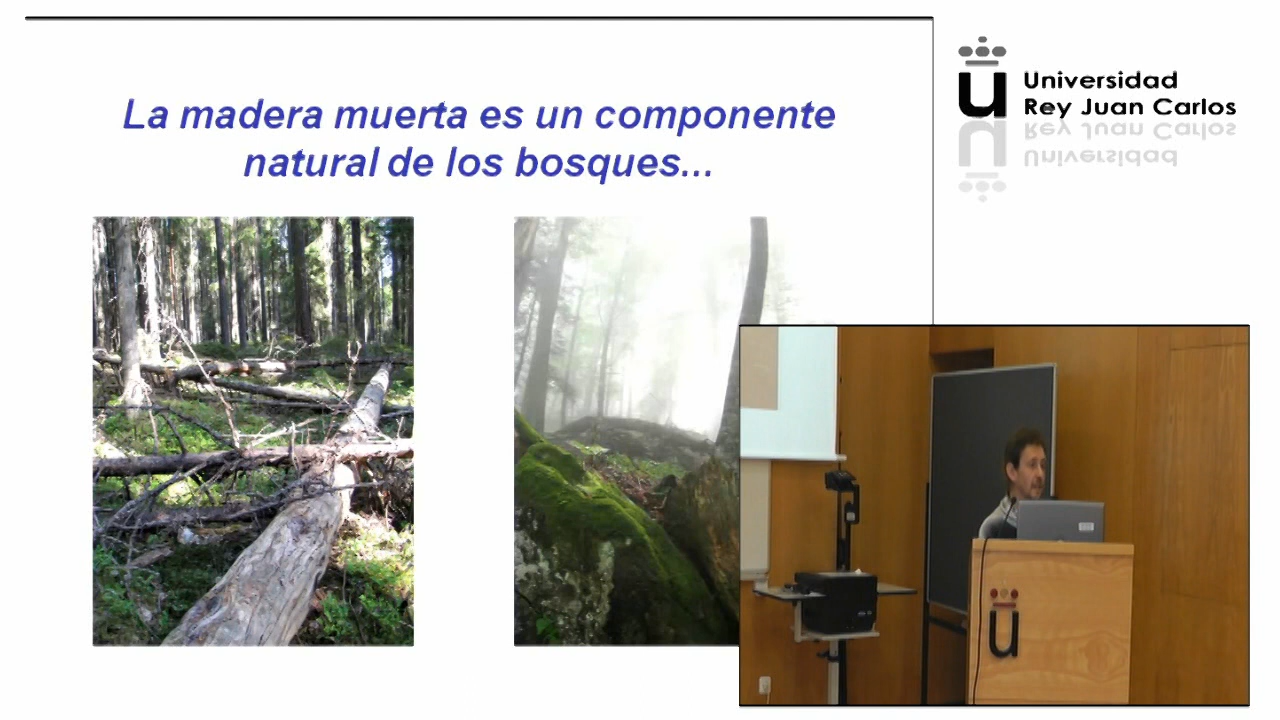 La madera muerta es un componente
natural de los bosques...
Universidad
Rey Juan Carlos
u